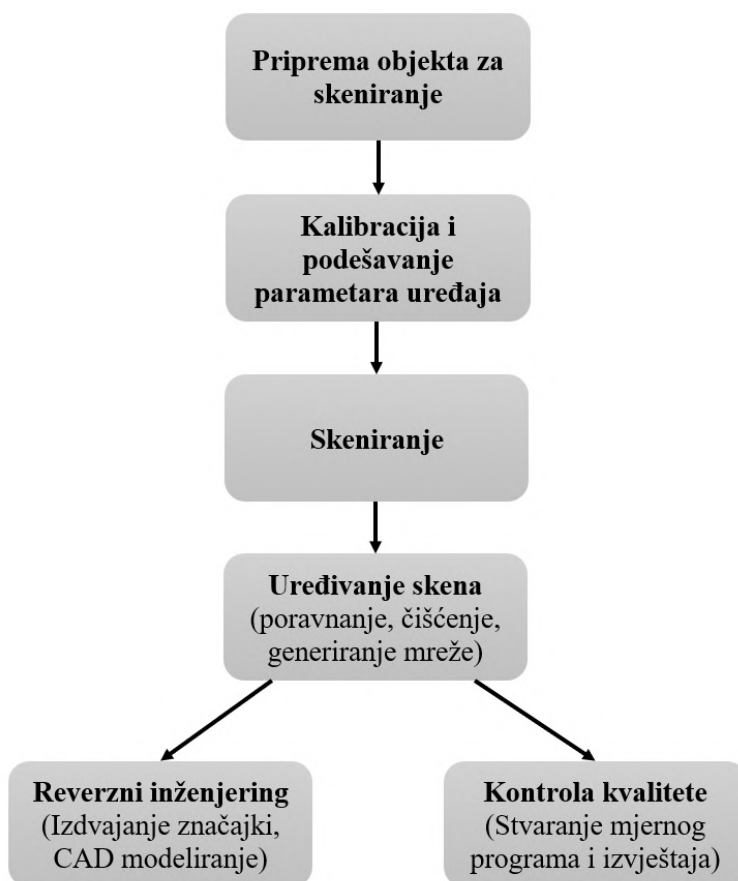 Priprema objekta za
skeniranje
Kalibracija i
podešavanje
parametara uređaja
Skeniranje
Uređivanje skena
(poravnanje, čišćenje,
generiranje mreže)
Reverzni inženjering
(Izdvajanje značajki,
CAD modeliranje)
Kontrola kvalitete
(Stvaranje mjernog
programa i izvještaja)